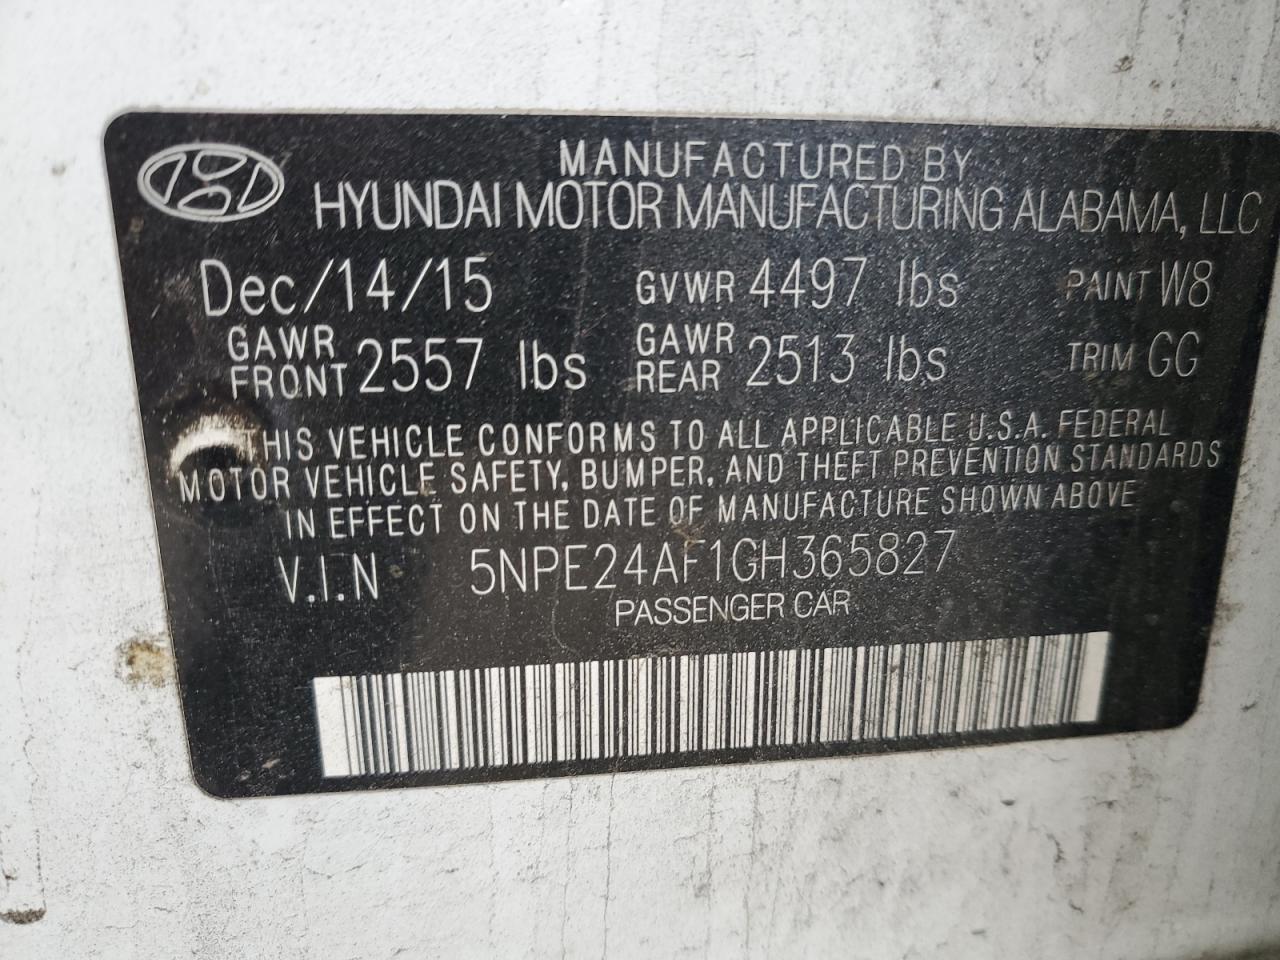 MANUFACTURED BY
HYUNDAI MOTOR MANUFACTURING ALABAMA, LLC
Dec/14/15 GVWR 4497 lbs PAINT W8
GAWR FRONT 2557 lbs GAWR REAR 2513 lbs TRIM GG
THIS VEHICLE CONFORMS TO ALL APPLICABLE U.S.A. FEDERAL
MOTOR VEHICLE SAFETY, BUMPER, AND THEFT PREVENTION STANDARDS
IN EFFECT ON THE DATE OF MANUFACTURE SHOWN ABOVE
V.I.N 5NPE24AF1GH365827
PASSENGER CAR